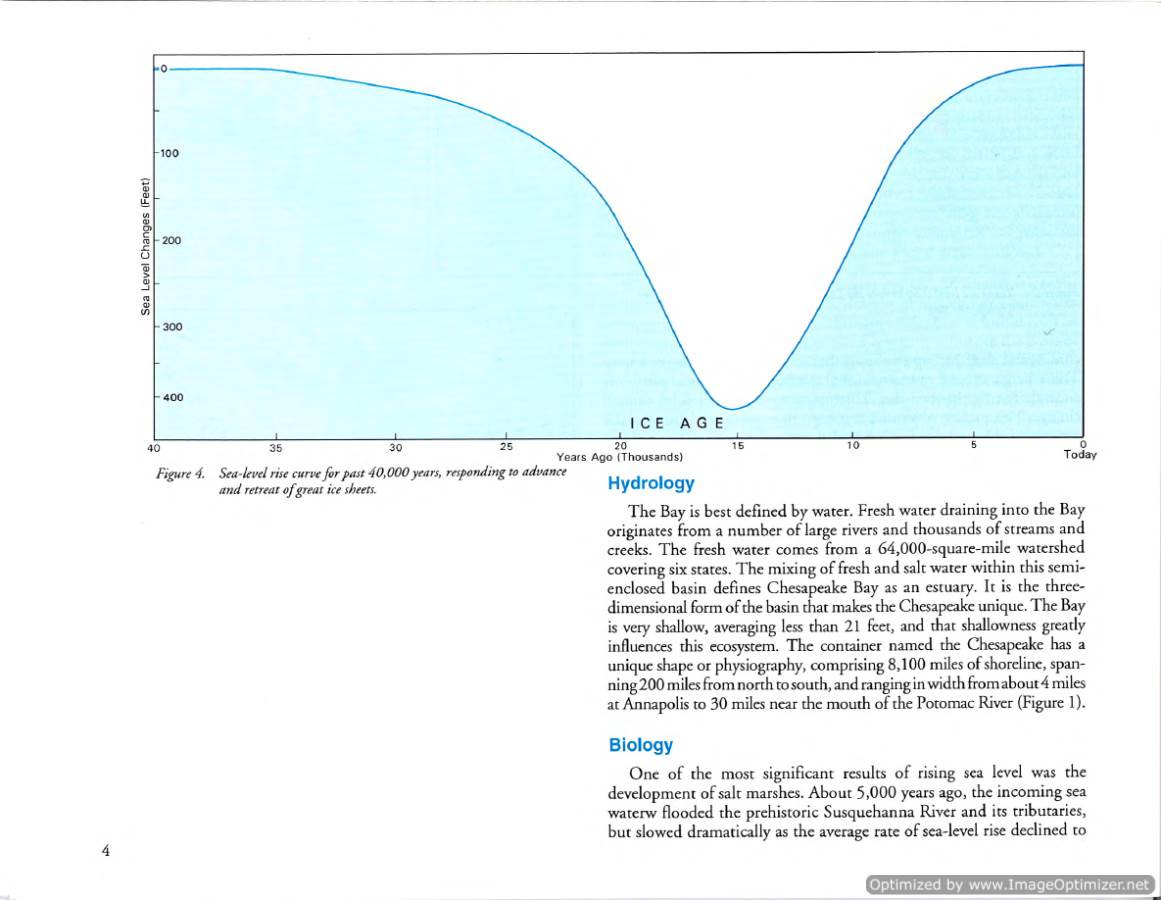 0
100
200
300
400
Sea Level Changes (Feet)
ICE AGE
40 35 30 25 20 15 10 5 0
Years Ago (Thousands)
Today
Figure 4. Sea-level rise curve for past 40,000 years, responding to advance
and retreat of great ice sheets.
Hydrology
The Bay is best defined by water. Fresh water draining into the Bay
originates from a number of large rivers and thousands of streams and
creeks. The fresh water comes from a 64,000-square-mile watershed
covering six states. The mixing of fresh and salt water within this semi-
enclosed basin defines Chesapeake Bay as an estuary. It is the three-
dimensional form of the basin that makes the Chesapeake unique. The Bay
is very shallow, averaging less than 21 feet, and that shallowness greatly
influences this ecosystem. The container named the Chesapeake has a
unique shape or physiography, comprising 8,100 miles of shoreline, span-
ning 200 miles from north to south, and ranging in width from about 4 miles
at Annapolis to 30 miles near the mouth of the Potomac River (Figure 1).
Biology
One of the most significant results of rising sea level was the
development of salt marshes. About 5,000 years ago, the incoming sea
waterw flooded the prehistoric Susquehanna River and its tributaries,
but slowed dramatically as the average rate of sea-level rise declined to
4
Optimized by www.ImageOptimizer.net